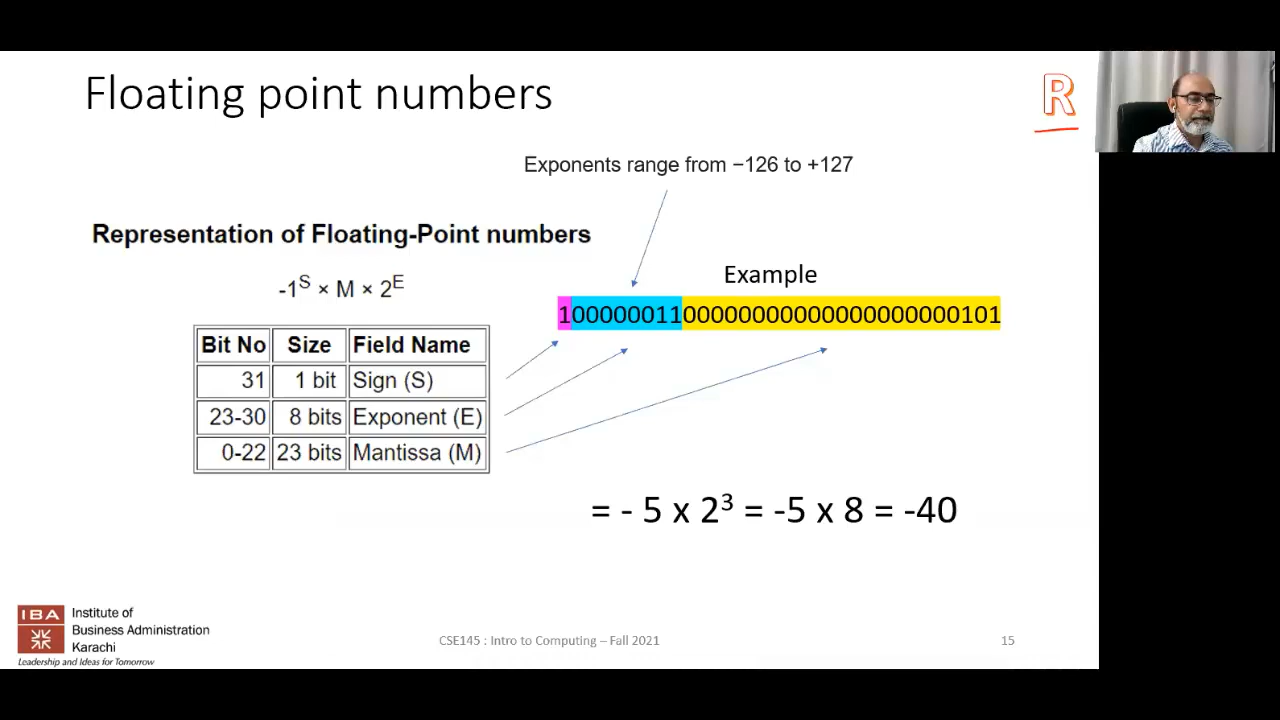 Floating point numbers
R
Exponents range from −126 to +127
Representation of Floating-Point numbers
-1^S × M × 2^E
Example
10000001100000000000000000000101
Bit No Size Field Name
31 1 bit Sign (S)
23-30 8 bits Exponent (E)
0-22 23 bits Mantissa (M)
= - 5 x 2³ = -5 x 8 = -40
IBA
Institute of
Business Administration
Karachi
Leadership and Ideas for Tomorrow
CSE145 : Intro to Computing – Fall 2021
15